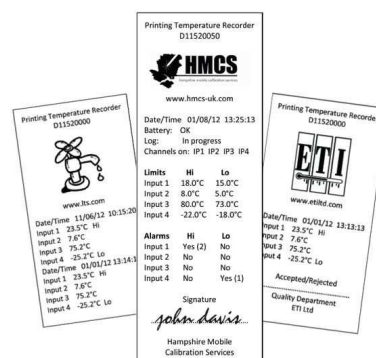 Printing Temperature Recorder
D11520000
www.lts.com
Date/Time 11/06/12 10:15:20
Input 1 23.5°C Hi
Input 2 7.6°C
Input 3 75.2°C
Input 4 -25.2°C Lo
Date/Time 01/01/12 13:14:1
Input 1 23.5°C Hi
Input 2 7.6°C
Input 3 75.2°C
Input 4 -25.2°C Lo
Printing Temperature Recorder
D11520050
HMCS
hampshire mobile calibration services
www.hmcs-uk.com
Date/Time 01/08/12 13:25:13
Battery: OK
Log: In progress
Channels on: IP1 IP2 IP3 IP4
Limits Hi Lo
Input 1 18.0°C 15.0°C
Input 2 8.0°C 5.0°C
Input 3 80.0°C 73.0°C
Input 4 -22.0°C -18.0°C
Alarms Hi Lo
Input 1 Yes (2) No
Input 2 No No
Input 3 No No
Input 4 No Yes (1)
Signature
john davis
Hampshire Mobile
Calibration Services
Printing Temperature Recorder
D11520000
ETI
www.etiltd.com
Date/Time 01/01/12 13:13:13
nput 1 23.5°C Hi
nput 2 7.6°C
put 3 75.2°C
put 4 -25.2°C Lo
Accepted/Rejected
Quality Department
ETI Ltd